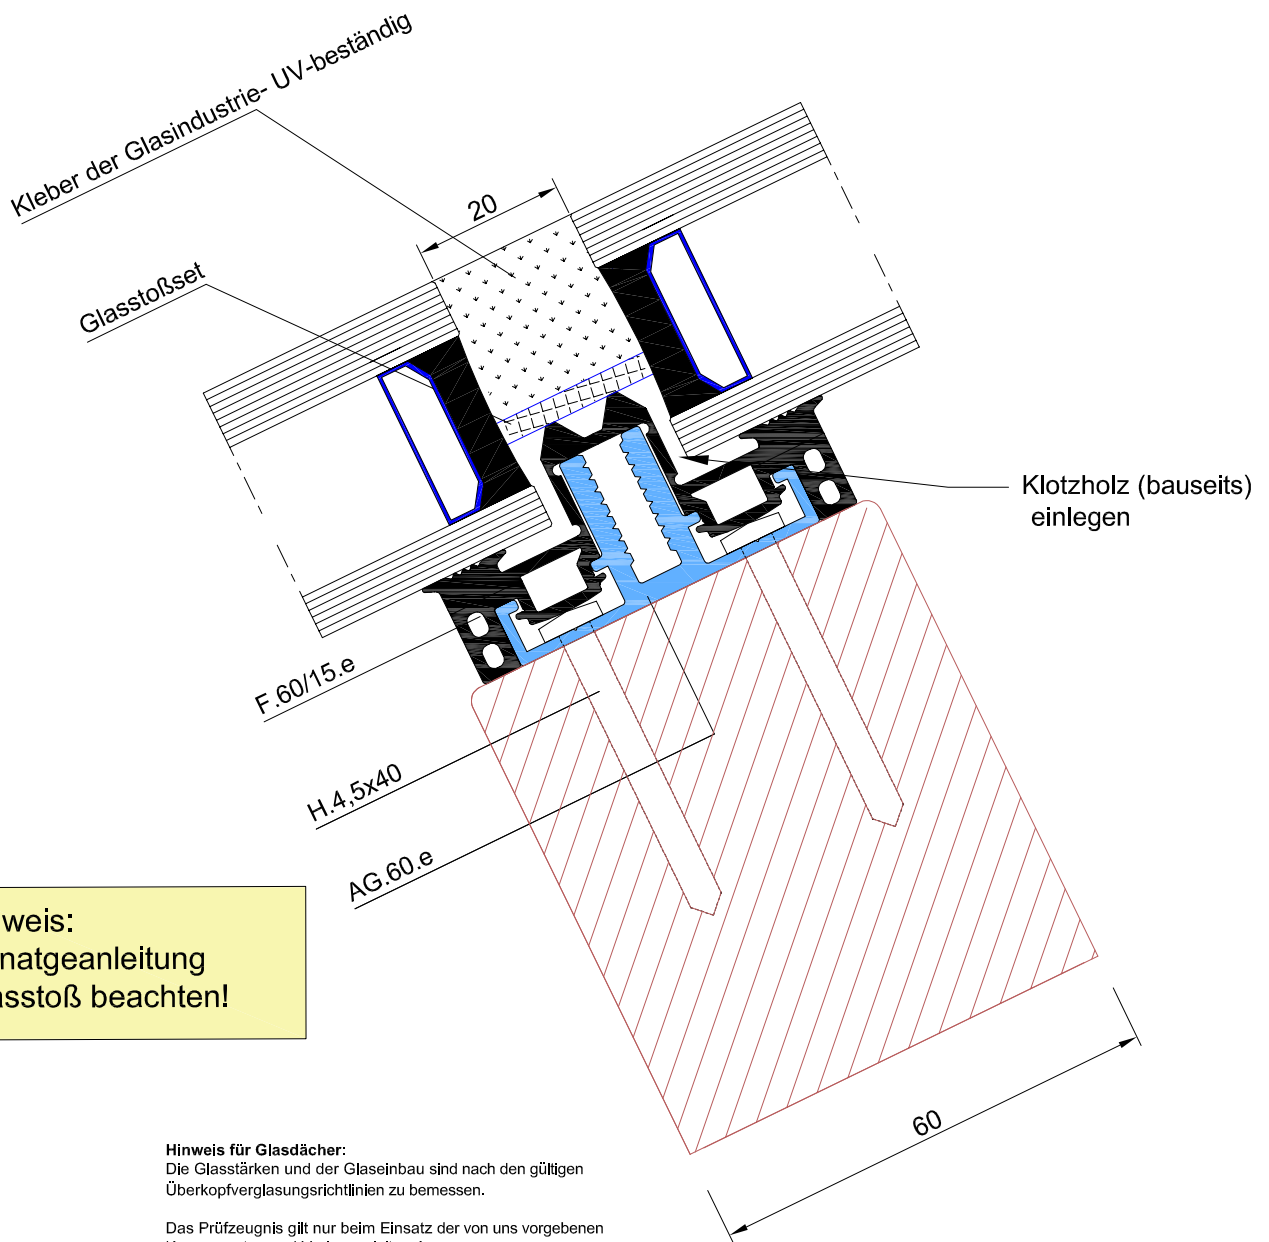 Kleber der Glasindustrie- UV-beständig
20
Glasstoßset
Klotzholz (bauseits)
einlegen
F.60/15.e
H.4,5x40
AG.60.e
weis:
natgeanleitung
asstoß beachten!
60
Hinweis für Glasdächer:
Die Glasstärken und der Glaseinbau sind nach den gültigen
Überkopfverglasungsrichtlinien zu bemessen.
Das Prüfzeugnis gilt nur beim Einsatz der von uns vorgebenen